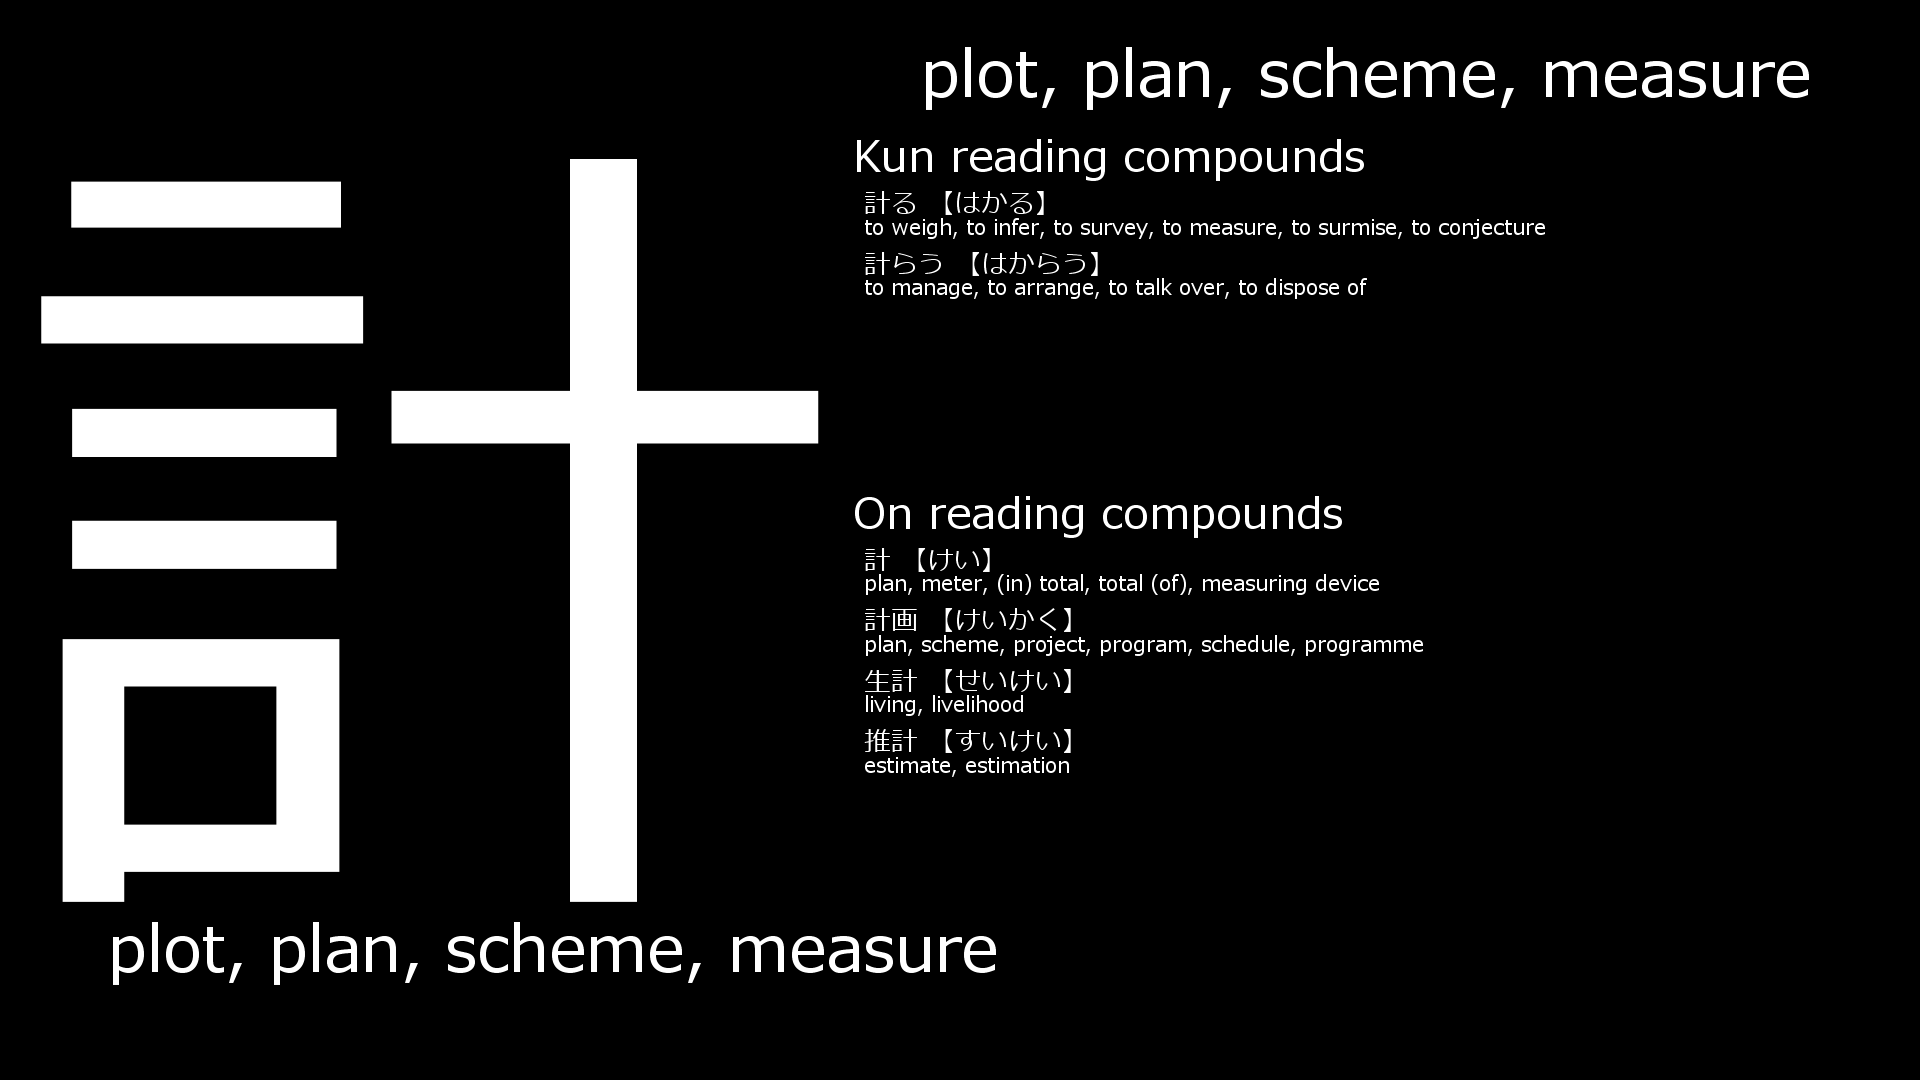 計
plot, plan, scheme, measure
plot, plan, scheme, measure
Kun reading compounds
計る 【はかる】
to weigh, to infer, to survey, to measure, to surmise, to conjecture
計らう 【はからう】
to manage, to arrange, to talk over, to dispose of
On reading compounds
計 【けい】
plan, meter, (in) total, total (of), measuring device
計画 【けいかく】
plan, scheme, project, program, schedule, programme
生計 【せいけい】
living, livelihood
推計 【すいけい】
estimate, estimation